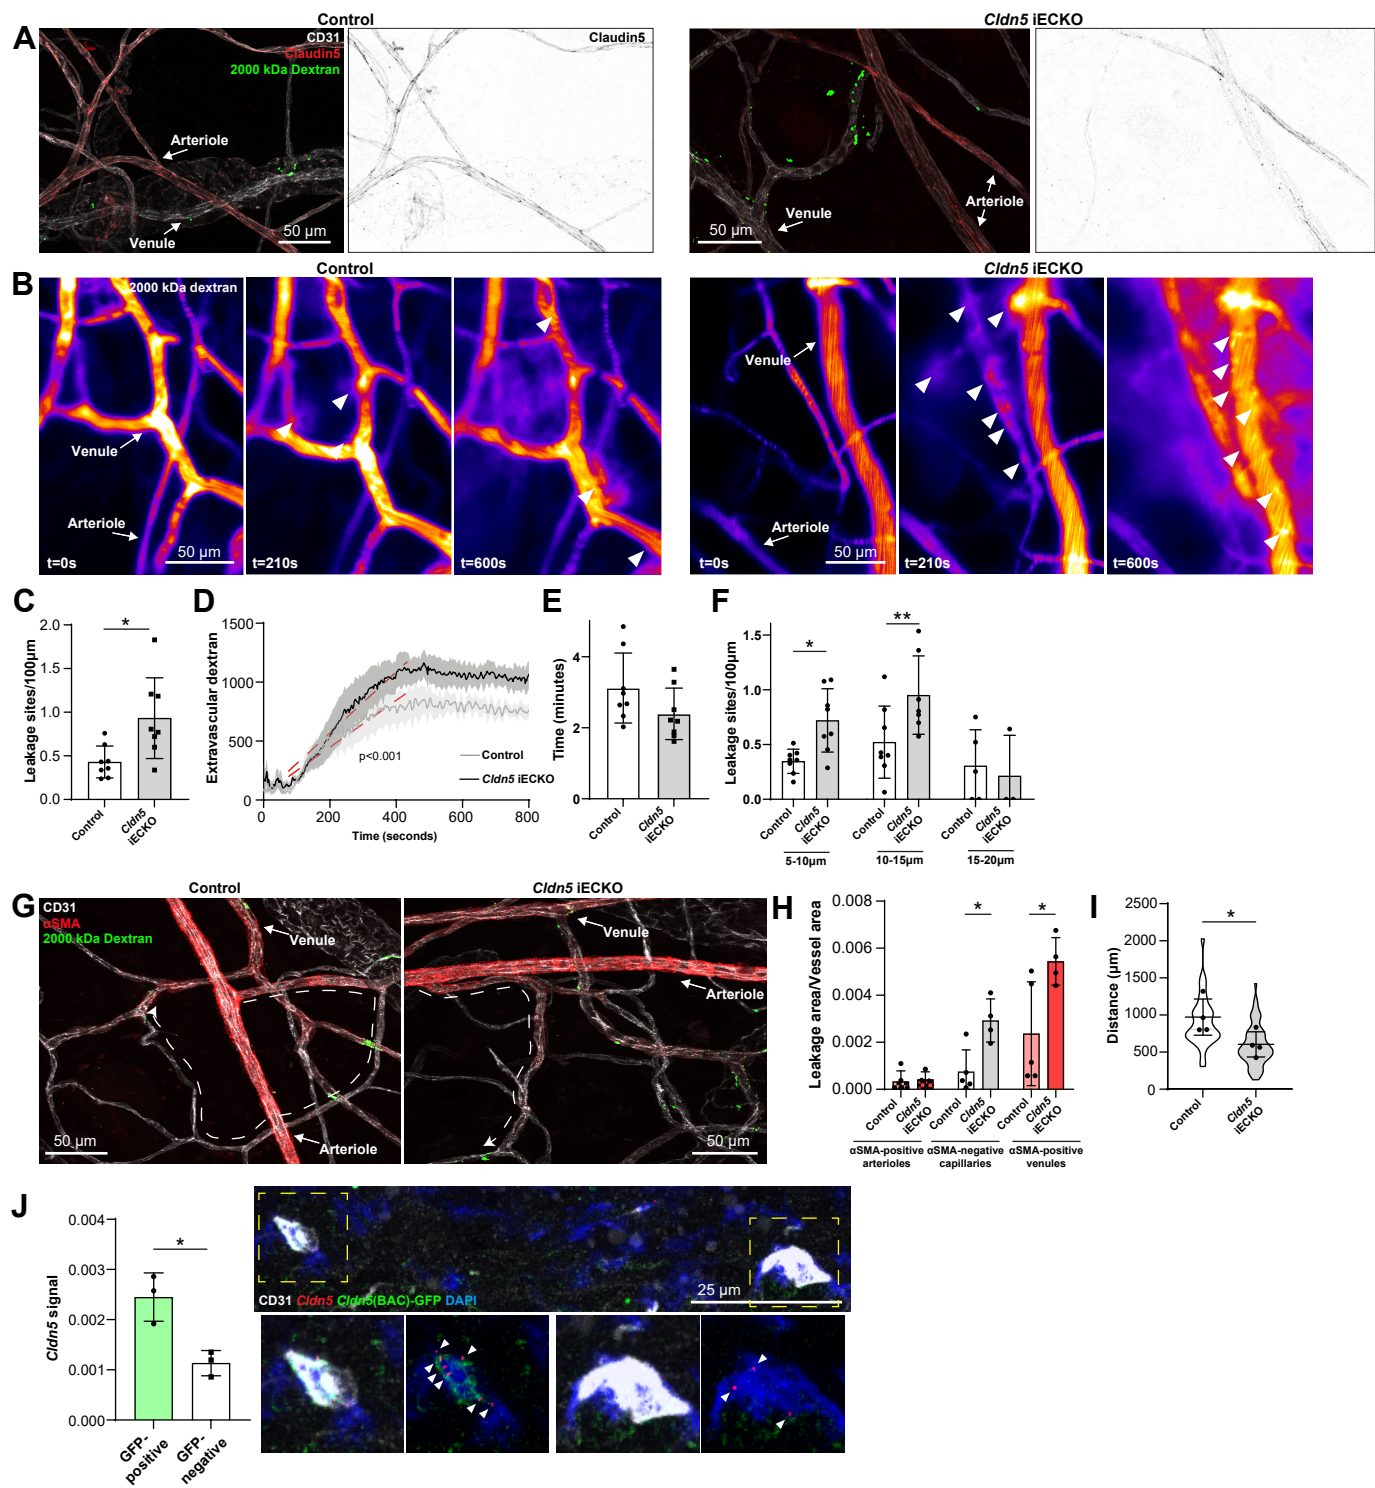 Control
Cldn5 iECKO
A
CD31
Claudin5
2000 kDa Dextran
Arteriole
Venule
50 µm
Claudin5
Venule
Arteriole
50 µm
Control
Cldn5 iECKO
B
2000 kDa dextran
Venule
Arteriole
50 µm
t=0s
t=210s
t=600s
Venule
Arteriole
50 µm
t=0s
t=210s
t=600s
C
Leakage sites/100µm
2.0
1.5
1.0
0.5
0.0
*
Control
Cldn5
iECKO
D
Extravascular dextran
1500
1000
500
0
0
200
400
600
800
Time (seconds)
p<0.001
Control
Cldn5 iECKO
E
Time (minutes)
4
2
0
Control
Cldn5
iECKO
F
Leakage sites/100µm
1.5
1.0
0.5
0.0
*
**
Control
Cldn5
iECKO
Control
Cldn5
iECKO
Control
Cldn5
iECKO
5-10µm
10-15µm
15-20µm
Control
Cldn5 iECKO
G
CD31
αSMA
2000 kDa Dextran
Venule
Arteriole
50 µm
Venule
Arteriole
50 µm
H
Leakage area/Vessel area
0.008
0.006
0.004
0.002
0.000
*
*
Control
Cldn5
iECKO
Control
Cldn5
iECKO
Control
Cldn5
iECKO
αSMA-positive
arterioles
αSMA-negative
capillaries
αSMA-positive
venules
I
Distance (µm)
2500
2000
1500
1000
500
0
*
Control
Cldn5
iECKO
J
Cldn5 signal
0.004
0.003
0.002
0.001
0.000
*
GFP-
positive
GFP-
negative
CD31 Cldn5 Cldn5(BAC)-GFP DAPI
25 µm